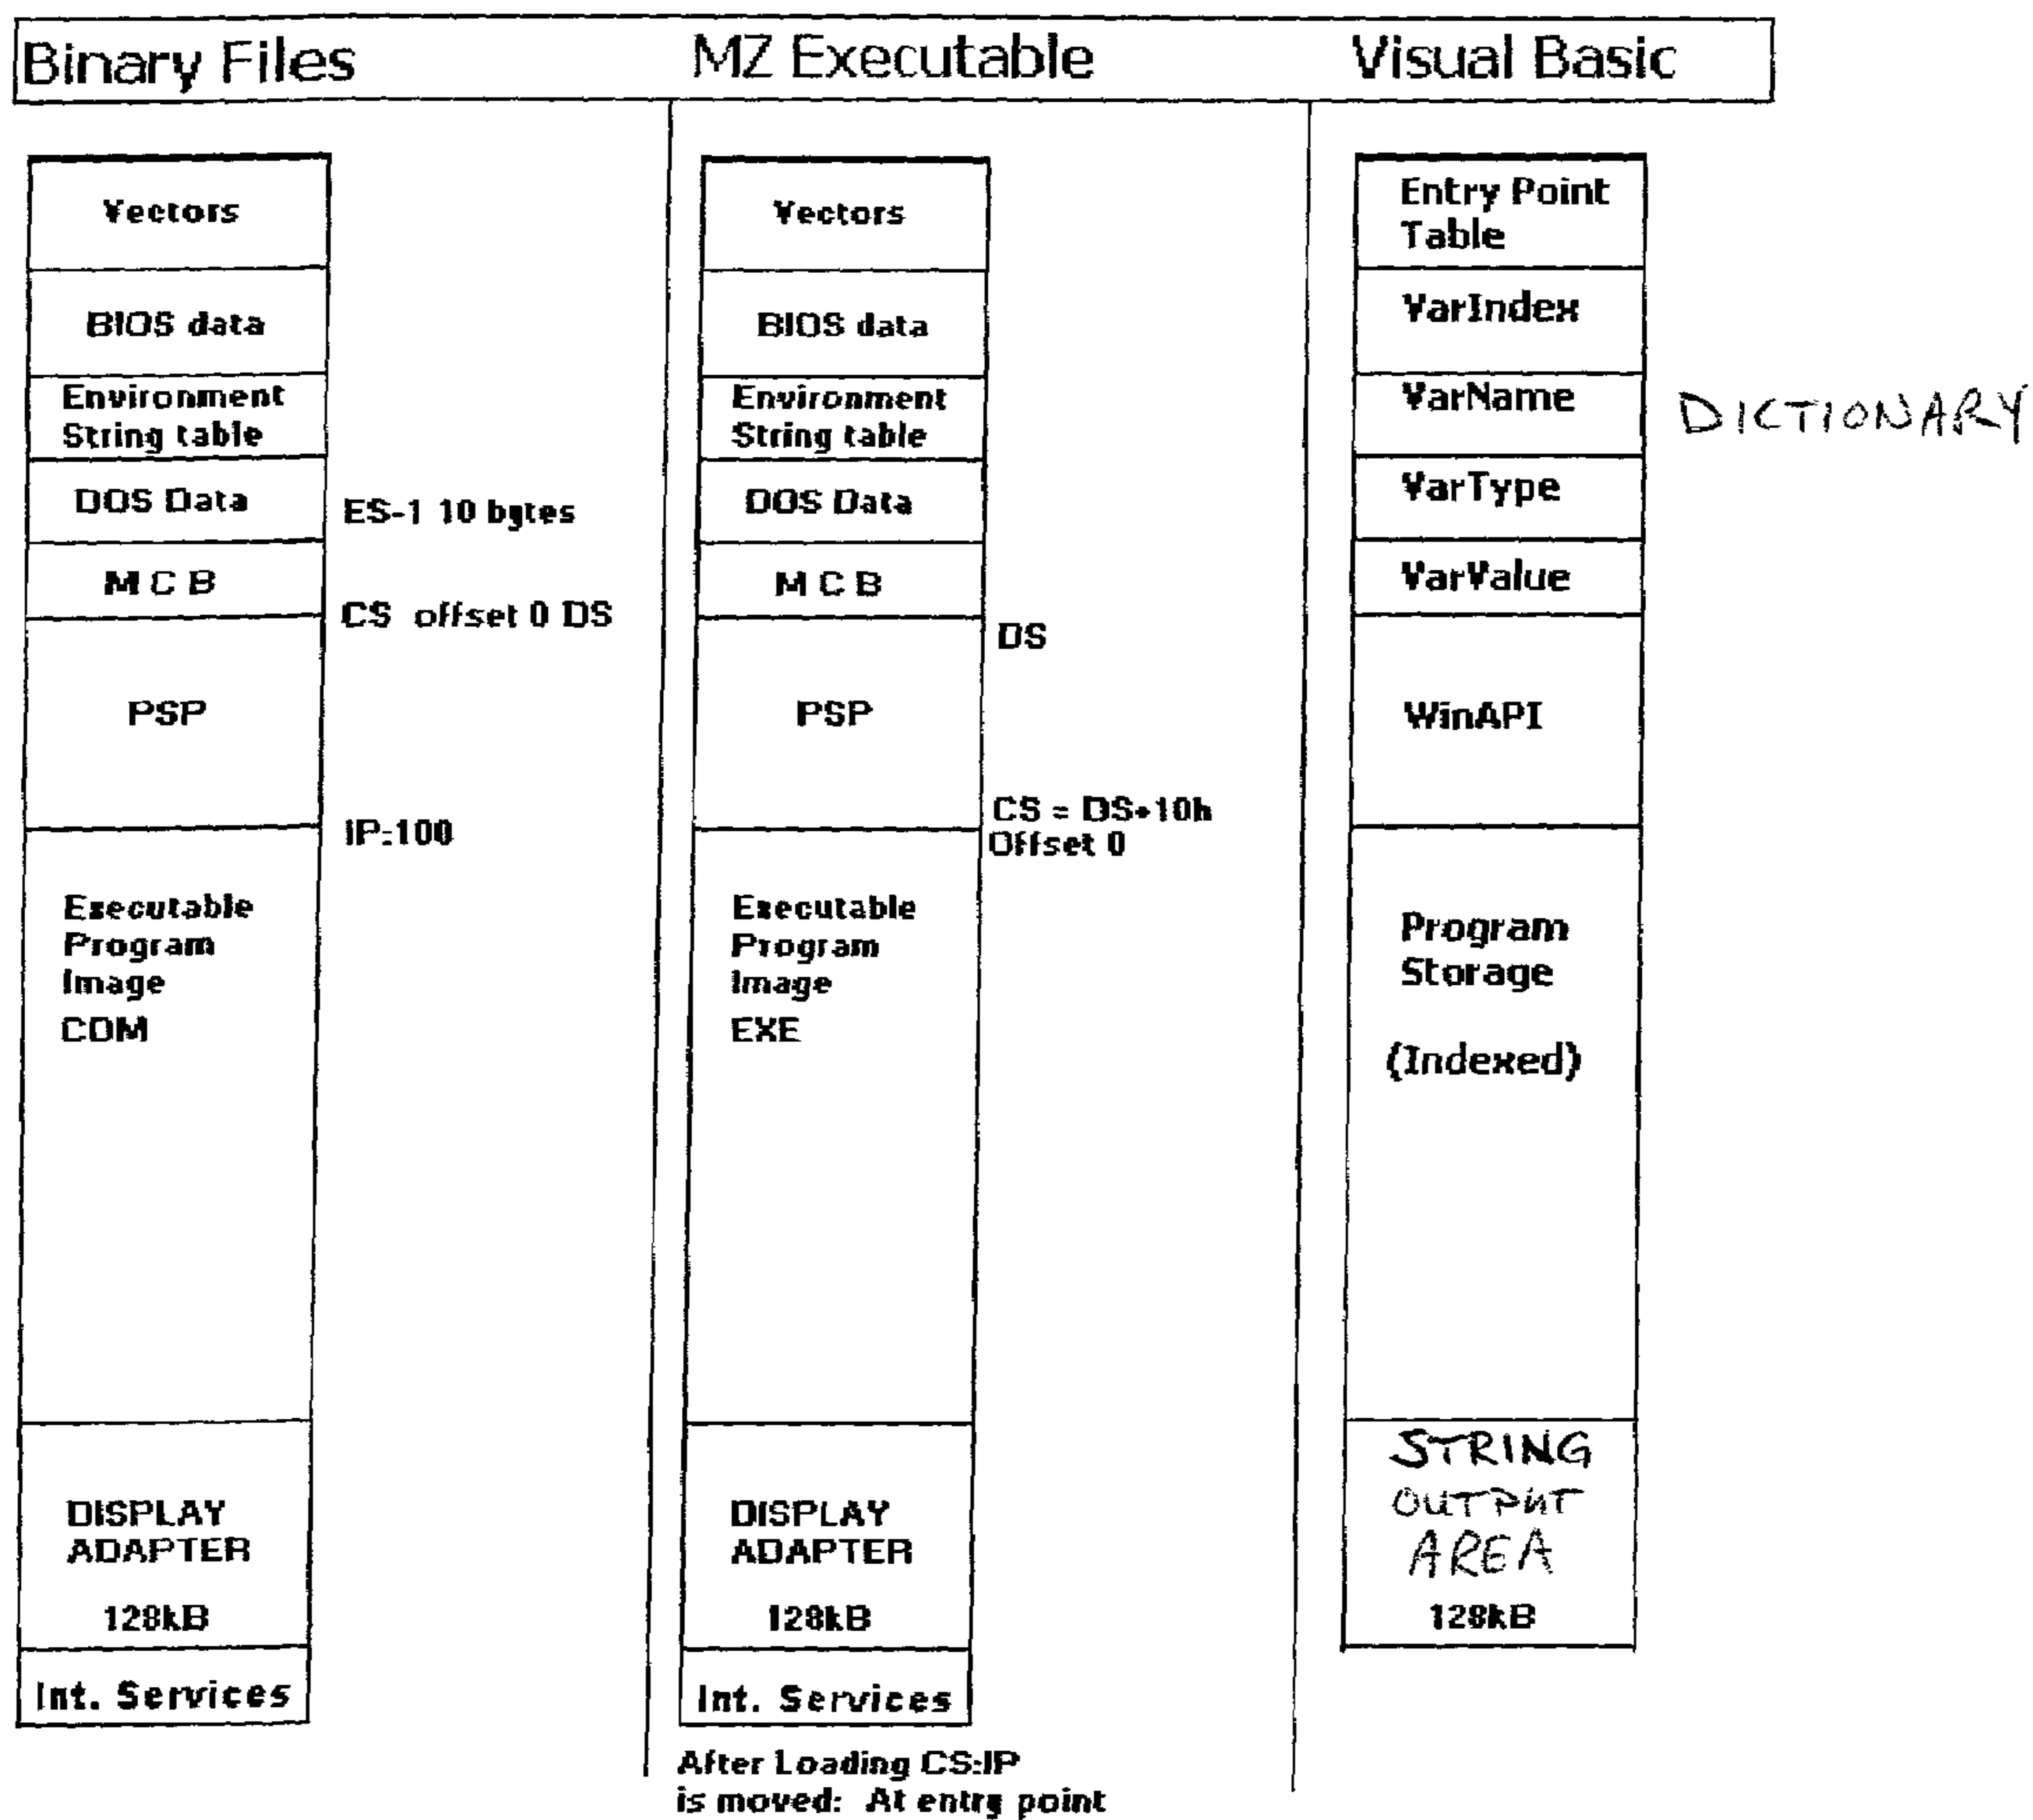 Binary Files
MZ Executable
Visual Basic
Vectors
BIOS data
Environment
String table
DOS Data
ES-1 10 bytes
M C B
CS offset 0 DS
PSP
IP:100
Executable
Program
Image
COM
DISPLAY
ADAPTER
128kB
Int. Services
Vectors
BIOS data
Environment
String table
DOS Data
M C B
DS
PSP
CS = DS+10h
Offset 0
Executable
Program
Image
EXE
DISPLAY
ADAPTER
128kB
Int. Services
After Loading CS:IP
is moved: At entry point
Entry Point
Table
VarIndex
VarName
DICTIONARY
VarType
VarValue
WinAPI
Program
Storage
(Indexed)
STRING
OUTPUT
AREA
128kB